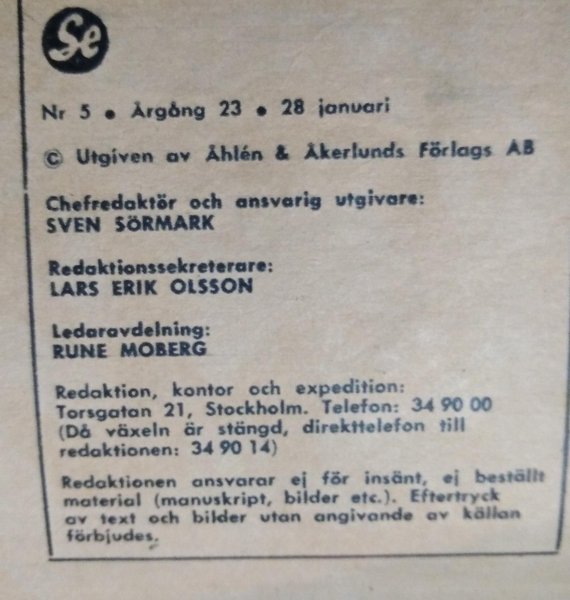 Se
Nr 5 • Årgång 23 • 28 januari
© Utgiven av Åhlén & Åkerlunds Förlags AB
Chefredaktör och ansvarig utgivare:
SVEN SÖRMARK
Redaktionssekreterare:
LARS ERIK OLSSON
Ledaravdelning:
RUNE MOBERG
Redaktion, kontor och expedition:
Torsgatan 21, Stockholm. Telefon: 34 90 00
(Då växeln är stängd, direkttelefon till
redaktionen: 34 90 14)
Redaktionen ansvarar ej för insänt, ej beställt
material (manuskript, bilder etc.). Eftertryck
av text och bilder utan angivande av källan
förbjudes.